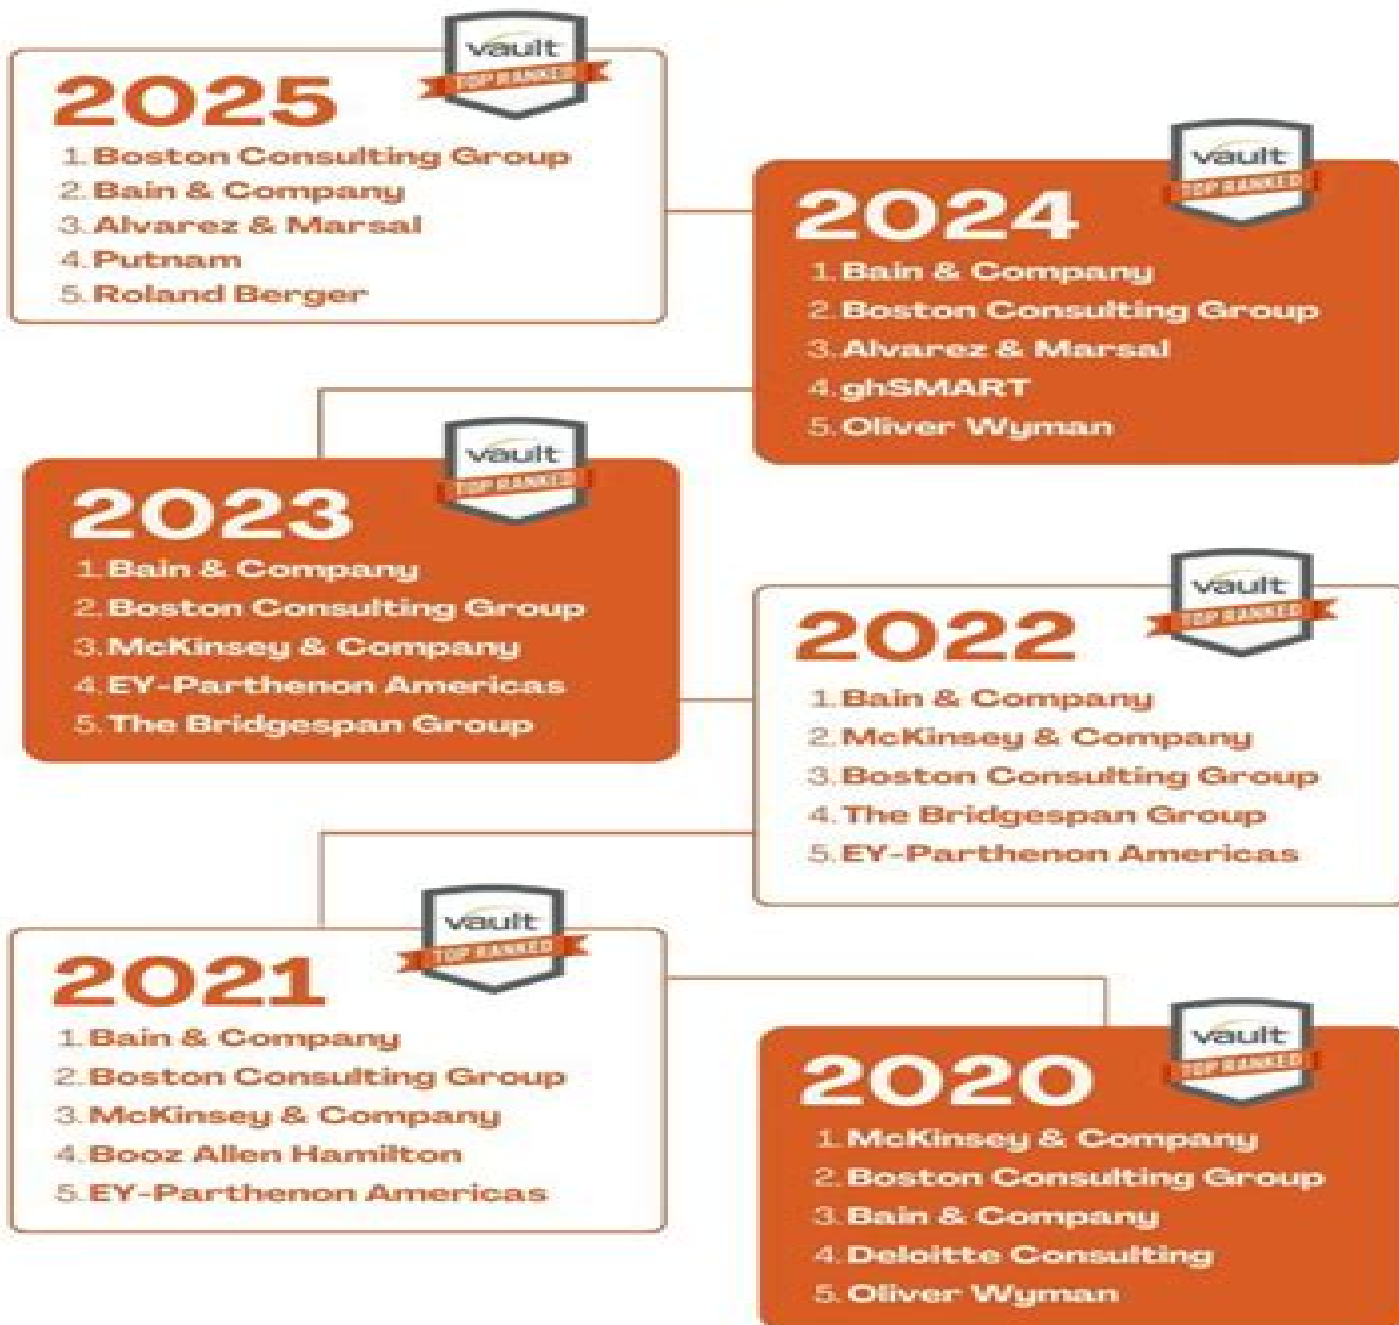 vault
TOP RANKED
2025
1. Boston Consulting Group
2. Bain & Company
3. Alvarez & Marsal
4. Putnam
5. Roland Berger
vault
TOP RANKED
2024
1. Bain & Company
2. Boston Consulting Group
3. Alvarez & Marsal
4. ghSMART
5. Oliver Wyman
vault
TOP RANKED
2023
1. Bain & Company
2. Boston Consulting Group
3. McKinsey & Company
4. EY-Parthenon Americas
5. The Bridgespan Group
vault
TOP RANKED
2022
1. Bain & Company
2. McKinsey & Company
3. Boston Consulting Group
4. The Bridgespan Group
5. EY-Parthenon Americas
vault
TOP RANKED
2021
1. Bain & Company
2. Boston Consulting Group
3. McKinsey & Company
4. Booz Allen Hamilton
5. EY-Parthenon Americas
vault
TOP RANKED
2020
1. McKinsey & Company
2. Boston Consulting Group
3. Bain & Company
4. Deloitte Consulting
5. Oliver Wyman